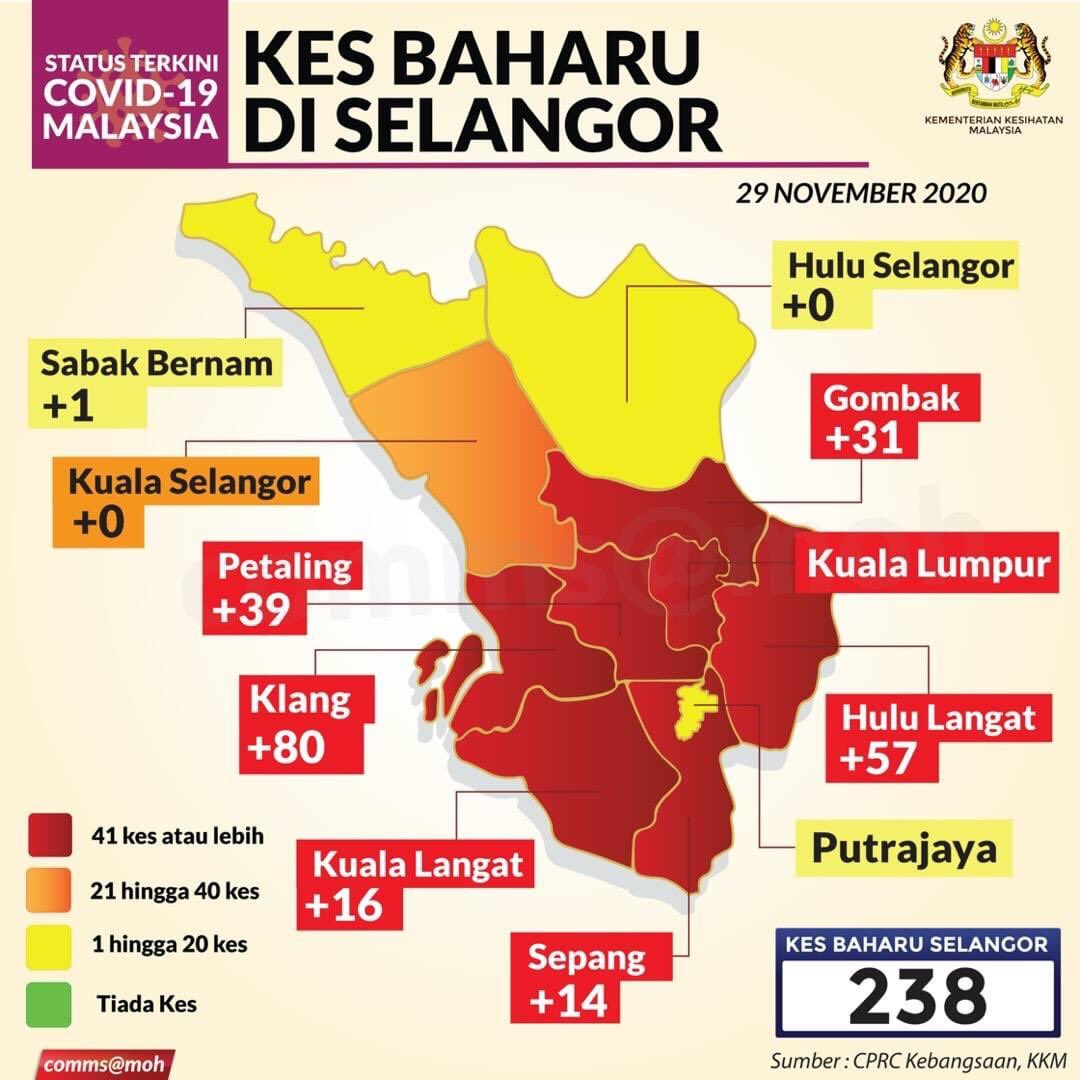 STATUS TERKINI
COVID-19
MALAYSIA
KES BAHARU
DI SELANGOR
KEMENTERIAN KESIHATAN
MALAYSIA
29 NOVEMBER 2020
Hulu Selangor
+0
Sabak Bernam
+1
Gombak
+31
Kuala Selangor
+0
Petaling
+39
Kuala Lumpur
Klang
+80
Hulu Langat
+57
Kuala Langat
+16
Putrajaya
Sepang
+14
41 kes atau lebih
21 hingga 40 kes
1 hingga 20 kes
Tiada Kes
KES BAHARU SELANGOR
238
comms@moh
Sumber : CPRC Kebangsaan, KKM
comms@moh